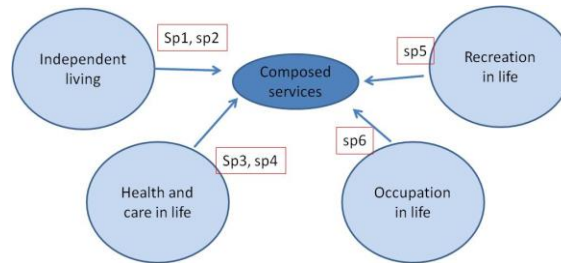 Independent
living
Sp1, sp2
Composed
services
sp5
Recreation
in life
Health and
care in life
Sp3, sp4
sp6
Occupation
in life